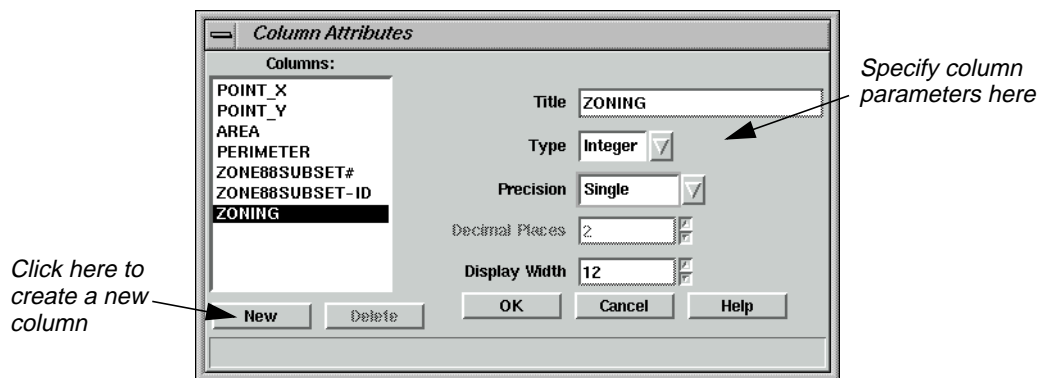 Column Attributes
Columns:
POINT_X
POINT_Y
AREA
PERIMETER
ZONE88SUBSET#
ZONE88SUBSET-ID
ZONING
Title ZONING
Type Integer
Precision Single
Decimal Places 2
Display Width 12
New
Delete
OK
Cancel
Help
Specify column
parameters here
Click here to
create a new
column